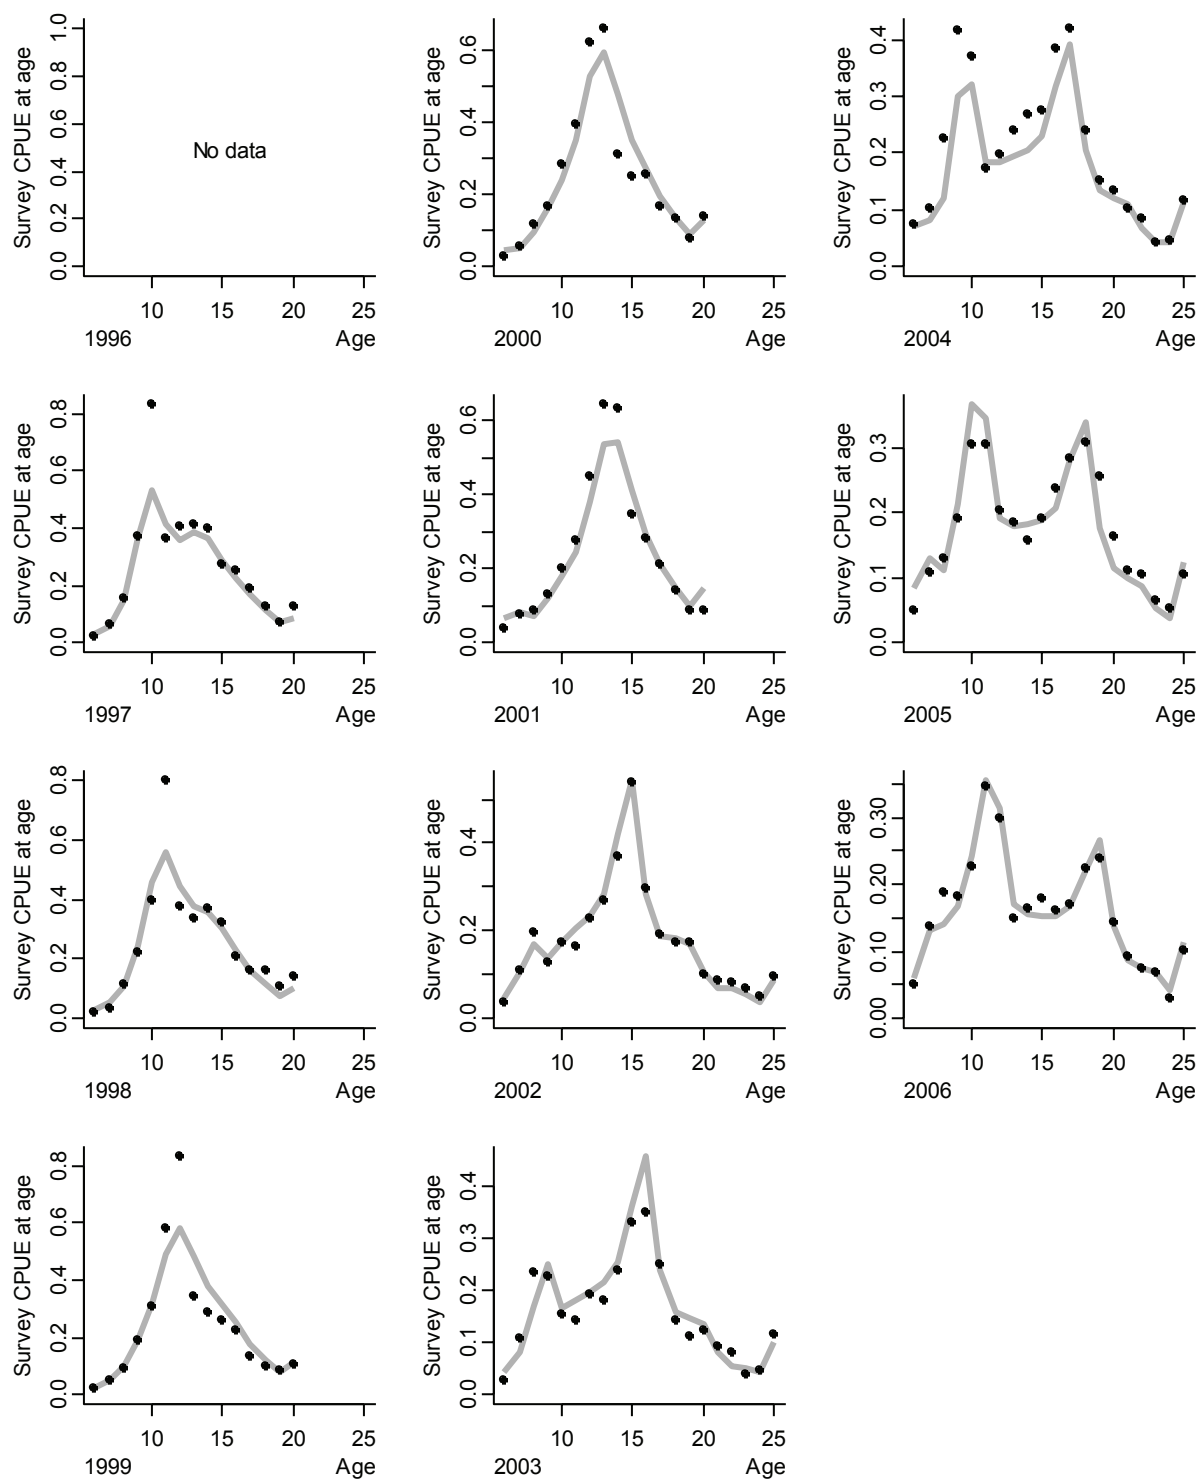 Survey CPUE at age
0.0 0.2 0.4 0.6 0.8 1.0
No data
10 15 20 25
1996 Age
Survey CPUE at age
0.0 0.2 0.4 0.6
10 15 20 25
2000 Age
Survey CPUE at age
0.0 0.1 0.2 0.3 0.4
10 15 20 25
2004 Age
Survey CPUE at age
0.0 0.2 0.4 0.6 0.8
10 15 20 25
1997 Age
Survey CPUE at age
0.0 0.2 0.4 0.6
10 15 20 25
2001 Age
Survey CPUE at age
0.0 0.1 0.2 0.3
10 15 20 25
2005 Age
Survey CPUE at age
0.0 0.2 0.4 0.6 0.8
10 15 20 25
1998 Age
Survey CPUE at age
0.0 0.2 0.4
10 15 20 25
2002 Age
Survey CPUE at age
0.00 0.10 0.20 0.30
10 15 20 25
2006 Age
Survey CPUE at age
0.0 0.2 0.4 0.6 0.8
10 15 20 25
1999 Age
Survey CPUE at age
0.0 0.1 0.2 0.3 0.4
10 15 20 25
2003 Age